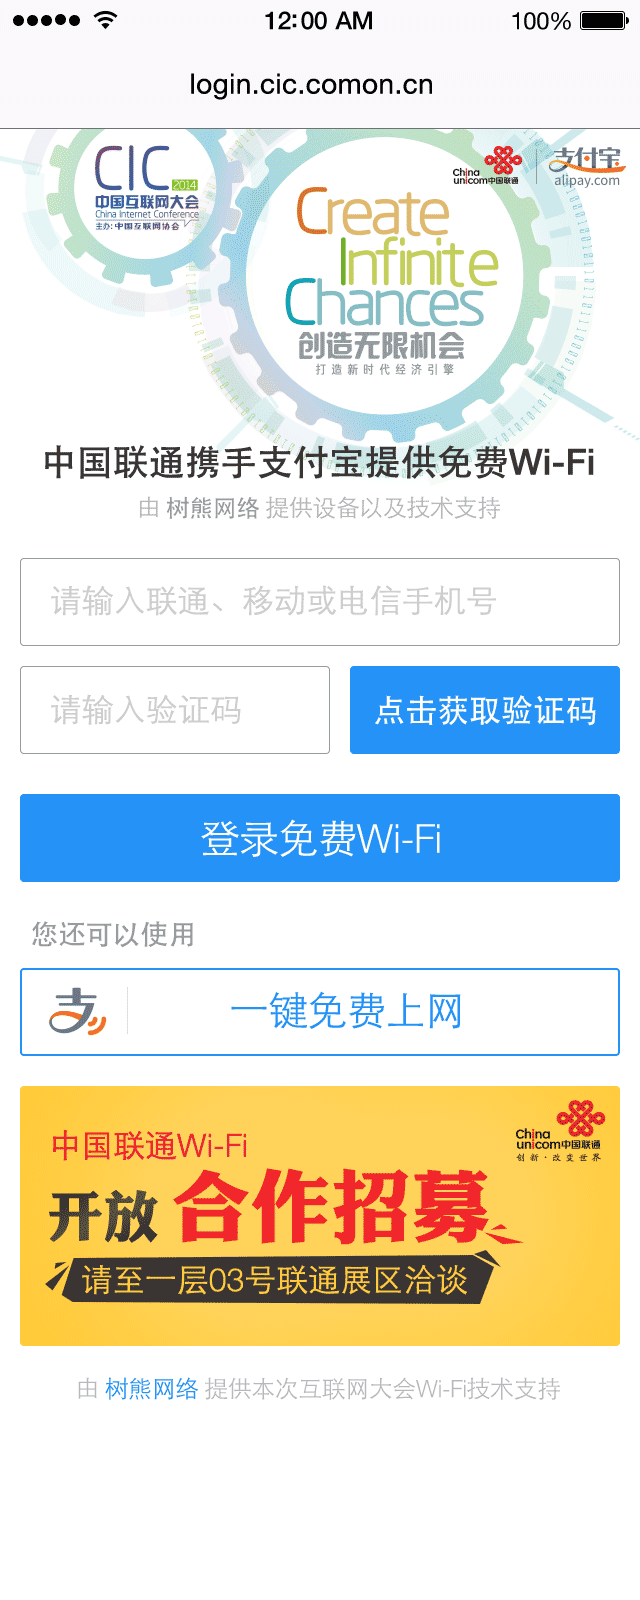 12:00 AM
100%
login.cic.comon.cn
CIC
2014
中国互联网大会
China Internet Conference
主办: 中国互联网协会
China
unicom中国联通
支付宝
alipay.com
Create
Infinite
Chances
创造无限机会
打造新时代经济引擎
中国联通携手支付宝提供免费Wi-Fi
由 树熊网络 提供设备以及技术支持
请输入联通、移动或电信手机号
请输入验证码
点击获取验证码
登录免费Wi-Fi
您还可以使用
支
一键免费上网
China
unicom中国联通
创新·改变世界
中国联通Wi-Fi
开放 合作招募
请至一层03号联通展区洽谈
由 树熊网络 提供本次互联网大会Wi-Fi技术支持